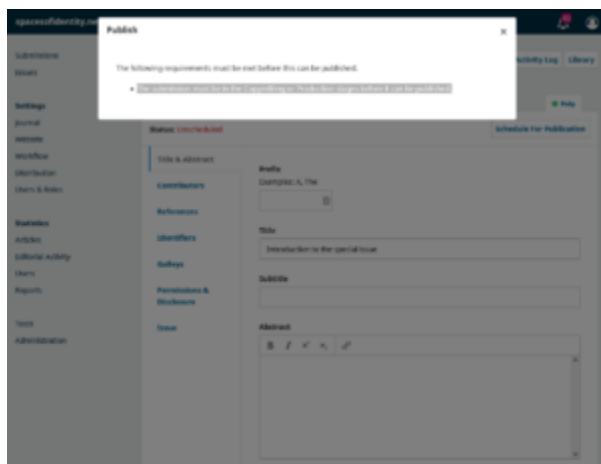 spacesofidentity.ne
Publish
×
The following requirements must be met before this can be published.
The submission must be in the Copyediting or Production stages before it can be published.
Activity Log
Library
Submissions
Issues
Settings
Journal
Website
Workflow
Distribution
Users & Roles
Statistics
Articles
Editorial Activity
Users
Reports
Tools
Administration
Help
Status: Unscheduled
Schedule For Publication
Title & Abstract
Contributors
References
Identifiers
Galleys
Permissions &
Disclosure
Issue
Prefix
Examples: A, The
Title
Introduction to the special issue
Subtitle
Abstract
B I